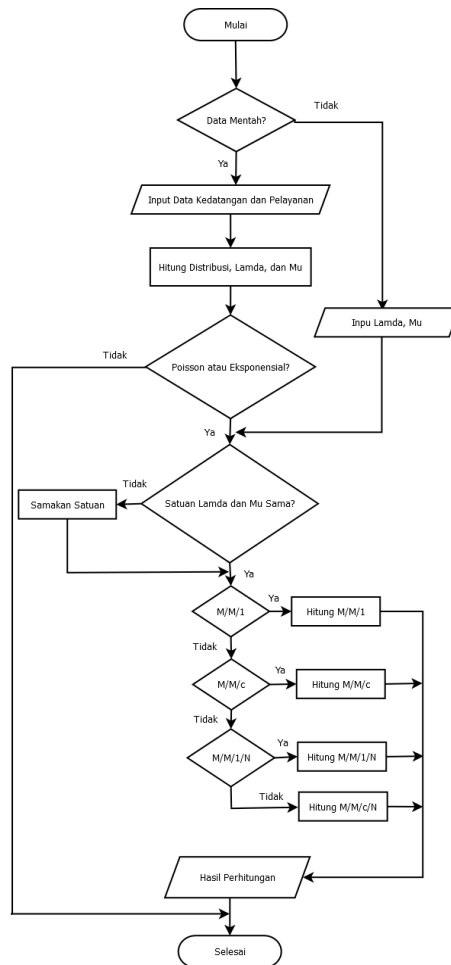 Mulai
Data Mentah?
Tidak
Ya
Input Data Kedatangan dan Pelayanan
Hitung Distribusi, Lamda, dan Mu
Inpu Lamda, Mu
Tidak
Poisson atau Eksponensial?
Ya
Tidak
Samakan Satuan
Satuan Lamda dan Mu Sama?
Ya
M/M/1
Ya
Hitung M/M/1
Tidak
M/M/c
Ya
Hitung M/M/c
Tidak
M/M/1/N
Ya
Hitung M/M/1/N
Tidak
Hitung M/M/c/N
Hasil Perhitungan
Selesai